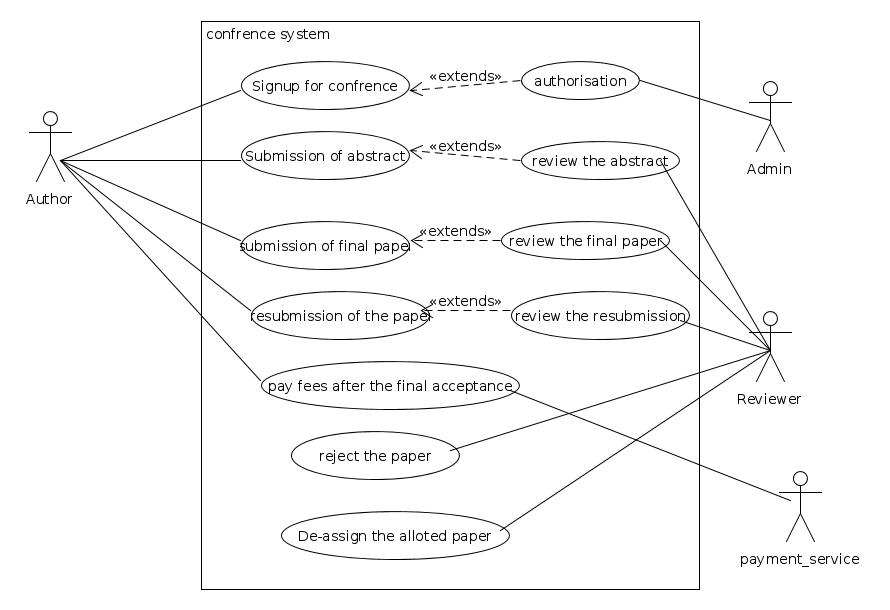 confrence system
Signup for confrence
«extends»
authorisation
Submission of abstract
«extends»
review the abstract
Admin
Author
submission of final paper
«extends»
review the final paper
resubmission of the paper
«extends»
review the resubmission
pay fees after the final acceptance
Reviewer
reject the paper
De-assign the alloted paper
payment_service